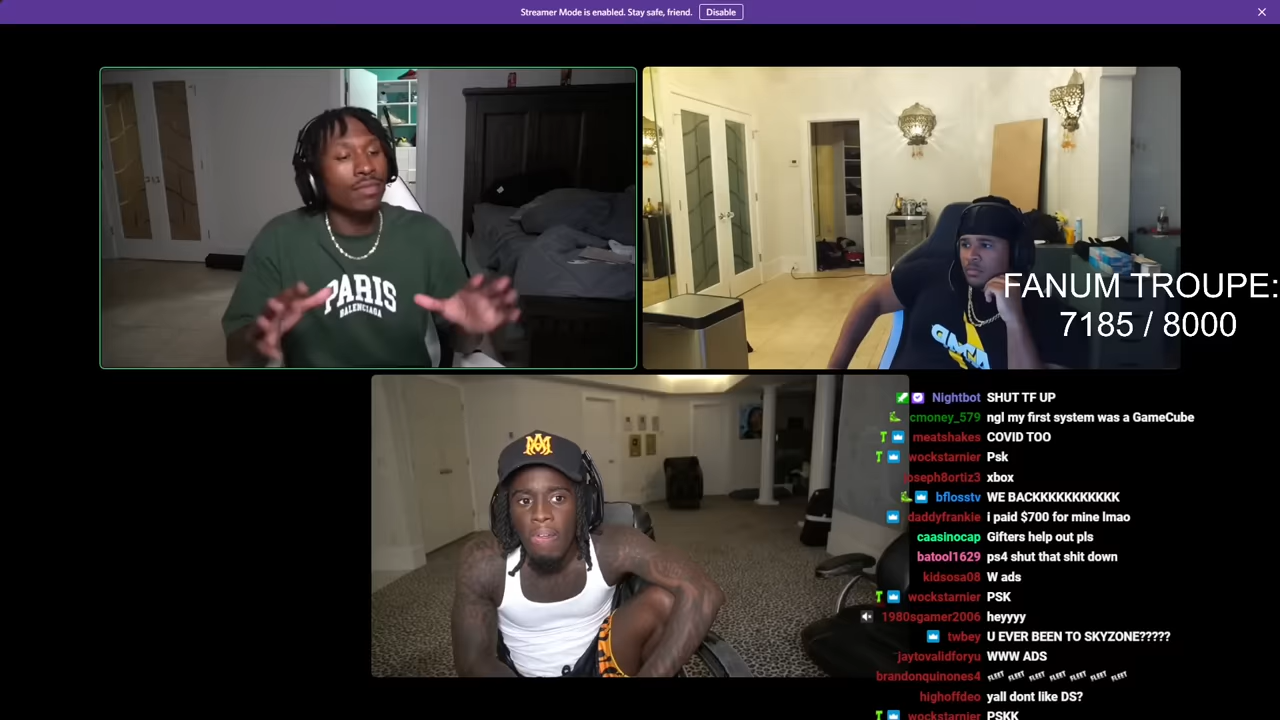 Streamer Mode is enabled. Stay safe, friend. Disable
PARIS
BALENCIAGA
FANUM TROUPE:
7185 / 8000
Nightbot SHUT TF UP
cmoney_579 ngl my first system was a GameCube
meatshakes COVID TOO
wockstarnier Psk
joseph8ortiz3 xbox
bflosstv WE BACKKKKKKKKKKK
daddyfrankie i paid $700 for mine lmao
caasinocap Gifters help out pls
batool1629 ps4 shut that shit down
kidsosa08 W ads
wockstarnier PSK
1980sgamer2006 heyyyy
twbey U EVER BEEN TO SKYZONE?????
jaytovalidforyu WWW ADS
brandonquinones4
highoffdeo yall dont like DS?
wockstarnier PSKK